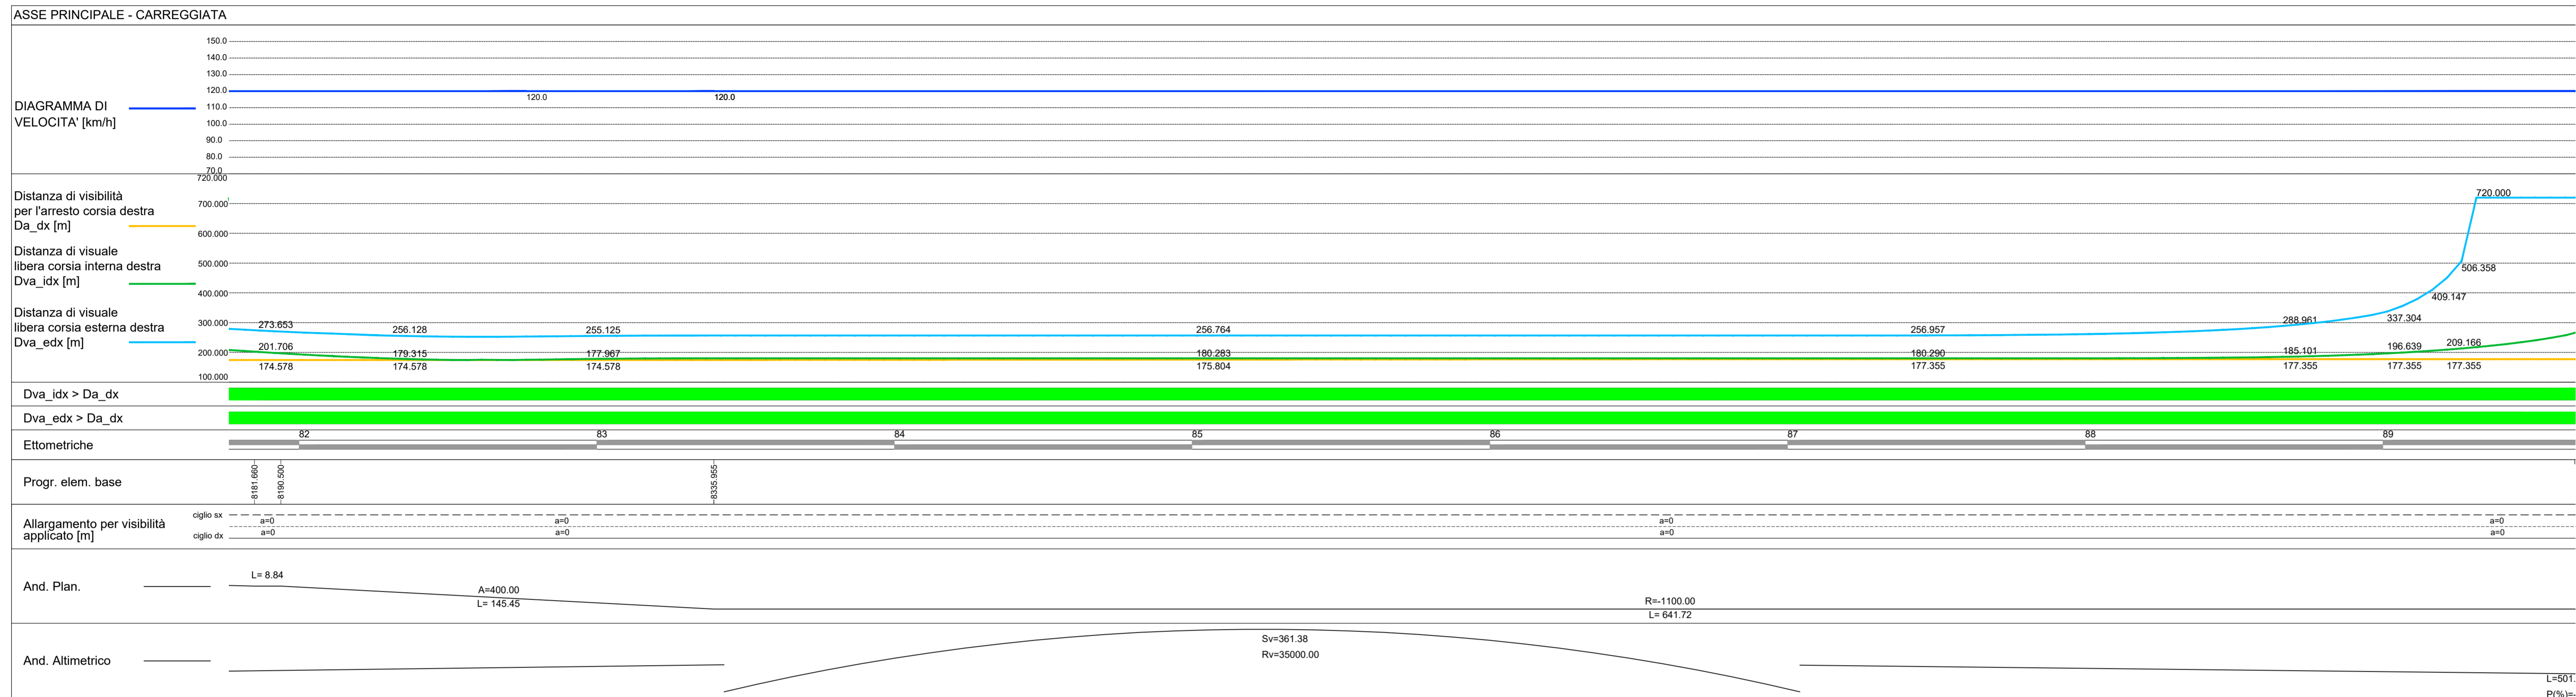 ASSE PRINCIPALE - CARREGGIATA
150.0
140.0
130.0
120.0
110.0
100.0
90.0
80.0
70.0
DIAGRAMMA DI
VELOCITA' [km/h]
120.0
120.0
720.000
700.000
600.000
500.000
400.000
300.000
200.000
100.000
Distanza di visibilità
per l'arresto corsia destra
Da_dx [m]
Distanza di visuale
libera corsia interna destra
Dva_idx [m]
Distanza di visuale
libera corsia esterna destra
Dva_edx [m]
273.653
256.128
255.125
256.764
256.957
288.961
337.304
409.147
506.358
720.000
201.706
179.315
177.967
180.283
180.290
185.101
196.639
209.166
174.578
174.578
174.578
175.804
177.355
177.355
177.355
177.355
Dva_idx > Da_dx
Dva_edx > Da_dx
Ettometriche
82
83
84
85
86
87
88
89
Progr. elem. base
8181.660
8190.500
8335.955
Allargamento per visibilità
applicato [m]
ciglio sx
ciglio dx
a=0
a=0
a=0
a=0
a=0
a=0
a=0
a=0
And. Plan.
L= 8.84
A=400.00
L= 145.45
R=-1100.00
L= 641.72
And. Altimetrico
Sv=361.38
Rv=35000.00
L=501.
P(%)=-